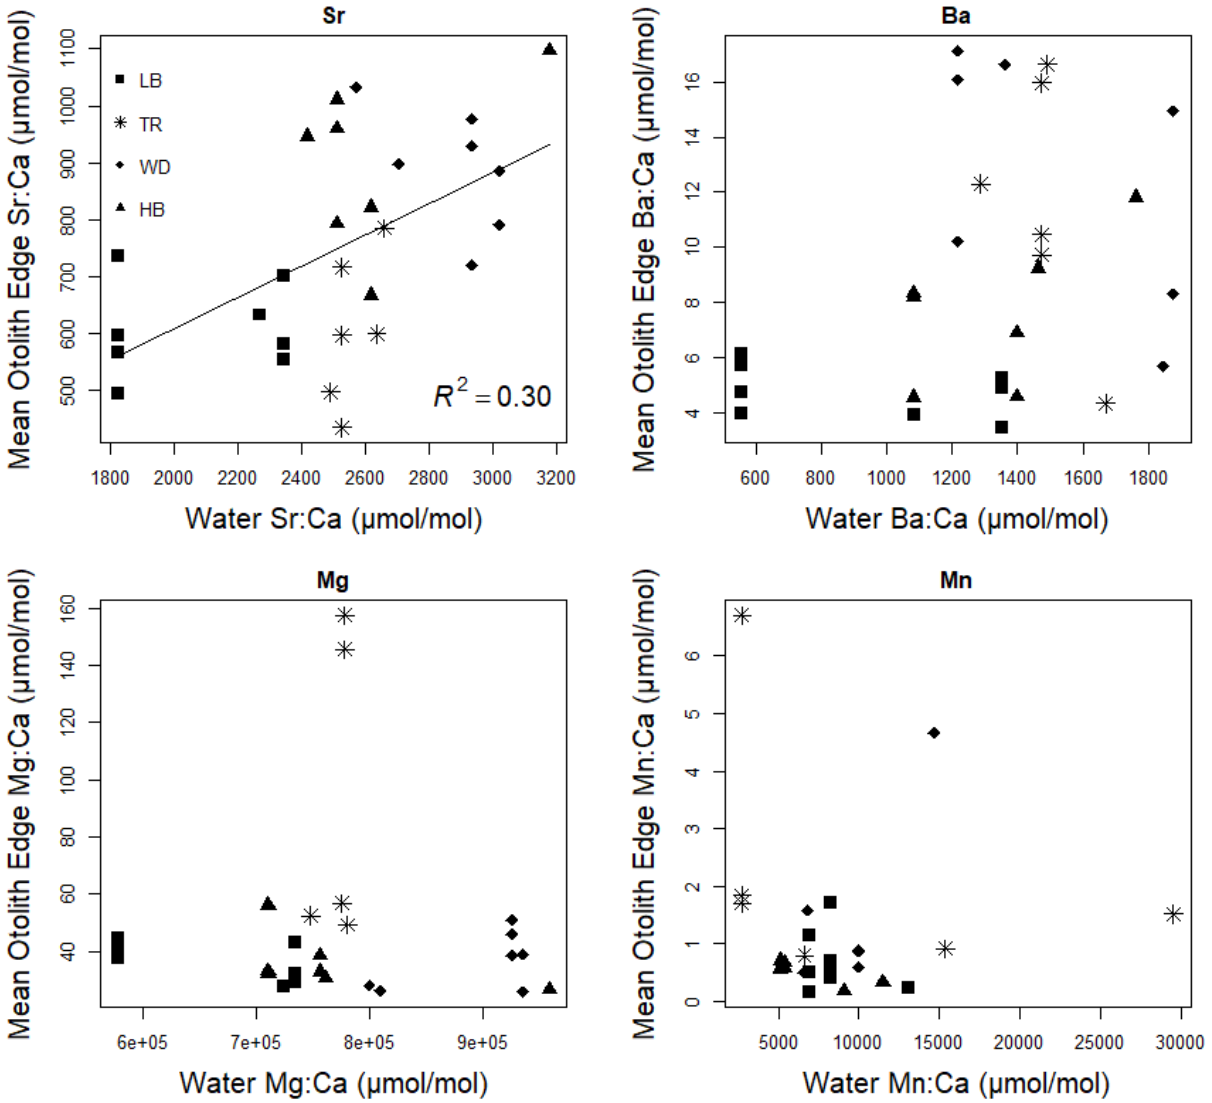 Sr
Mean Otolith Edge Sr:Ca (µmol/mol)
1100
1000
900
800
700
600
500
LB
TR
WD
HB
R² = 0.30
1800 2000 2200 2400 2600 2800 3000 3200
Water Sr:Ca (µmol/mol)
Ba
Mean Otolith Edge Ba:Ca (µmol/mol)
16
14
12
10
8
6
4
600 800 1000 1200 1400 1600 1800
Water Ba:Ca (µmol/mol)
Mg
Mean Otolith Edge Mg:Ca (µmol/mol)
160
140
120
100
80
60
40
6e+05 7e+05 8e+05 9e+05
Water Mg:Ca (µmol/mol)
Mn
Mean Otolith Edge Mn:Ca (µmol/mol)
6
5
4
3
2
1
0
5000 10000 15000 20000 25000 30000
Water Mn:Ca (µmol/mol)